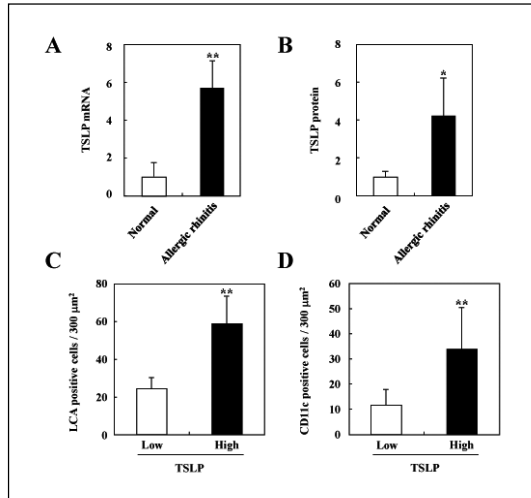 A
B
8
6
4
2
0
TSLP mRNA
**
Normal
Allergic rhinitis
8
6
4
2
0
TSLP protein
*
Normal
Allergic rhinitis
C
D
80
60
40
20
0
LCA positive cells / 300 μm²
**
Low
High
TSLP
60
50
40
30
20
10
0
CD11c positive cells / 300 μm²
**
Low
High
TSLP